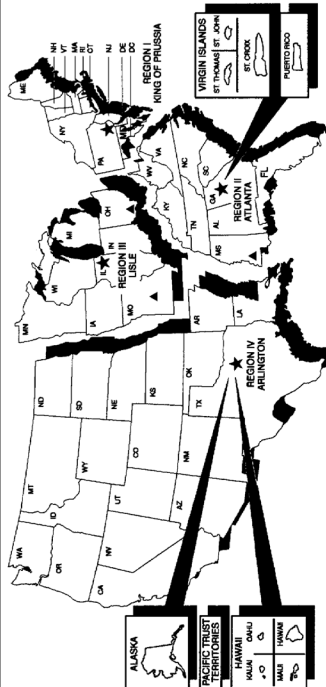 WA
OR
CA
NV
ID
MT
WY
UT
AZ
CO
NM
ND
SD
NE
KS
OK
TX
REGION IV
ARLINGTON
MN
IA
MO
AR
LA
WI
MI
IL
IN
OH
REGION III
LISLE
KY
TN
MS
AL
GA
FL
SC
NC
VA
WV
REGION II
ATLANTA
PA
NY
ME
NH
VT
MA
RI
CT
NJ
DE
DC
MD
REGION I
KING OF PRUSSIA
ALASKA
PACIFIC TRUST
TERRITORIES
HAWAII
KAUAI OAHU
MAUI HAWAII
VIRGIN ISLANDS
ST. THOMAS ST. JOHN
ST. CROIX
PUERTO RICO